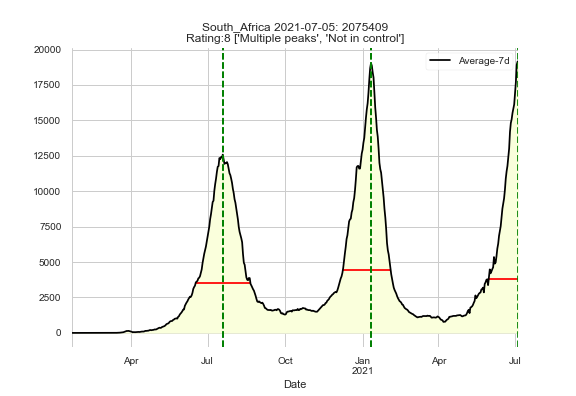 South_Africa 2021-07-05: 2075409
Rating:8 ['Multiple peaks', 'Not in control']
Average-7d
20000
17500
15000
12500
10000
7500
5000
2500
0
Apr
Jul
Oct
Jan
2021
Apr
Jul
Date